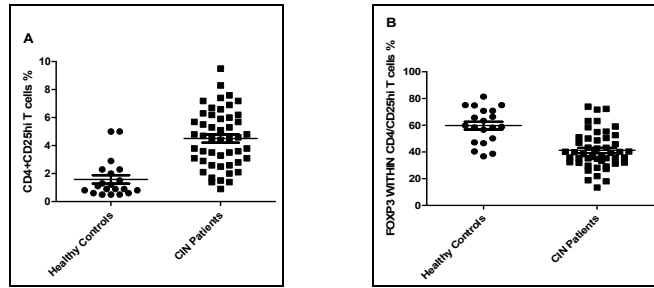 A
CD4+CD25hi T cells %
10
8
6
4
2
0
Healthy Controls
CIN Patients
B
FOXP3 WITHIN CD4/CD25hi T cells %
100
80
60
40
20
0
Healthy Controls
CIN Patients